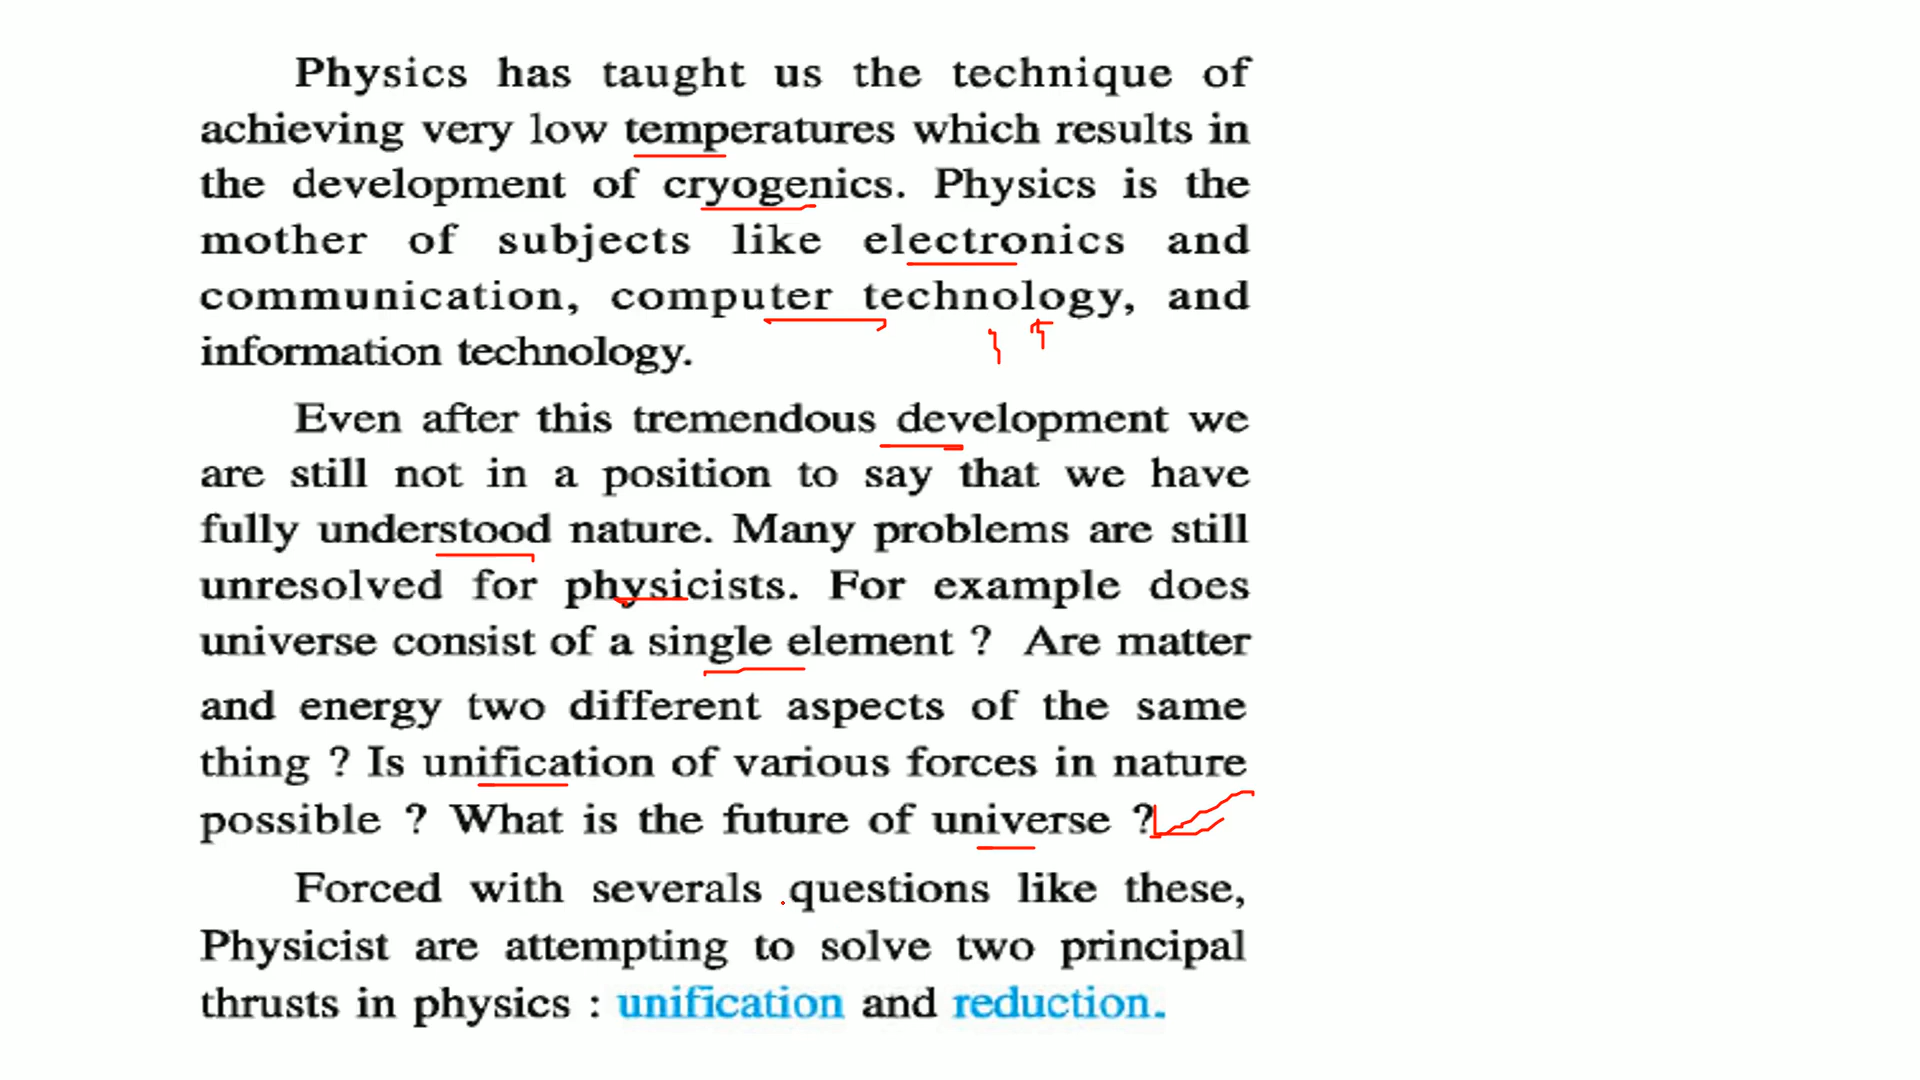 Physics has taught us the technique of
achieving very low temperatures which results in
the development of cryogenics. Physics is the
mother of subjects like electronics and
communication, computer technology, and
information technology.
Even after this tremendous development we
are still not in a position to say that we have
fully understood nature. Many problems are still
unresolved for physicists. For example does
universe consist of a single element ? Are matter
and energy two different aspects of the same
thing ? Is unification of various forces in nature
possible ? What is the future of universe ?
Forced with severals questions like these,
Physicist are attempting to solve two principal
thrusts in physics : unification and reduction.